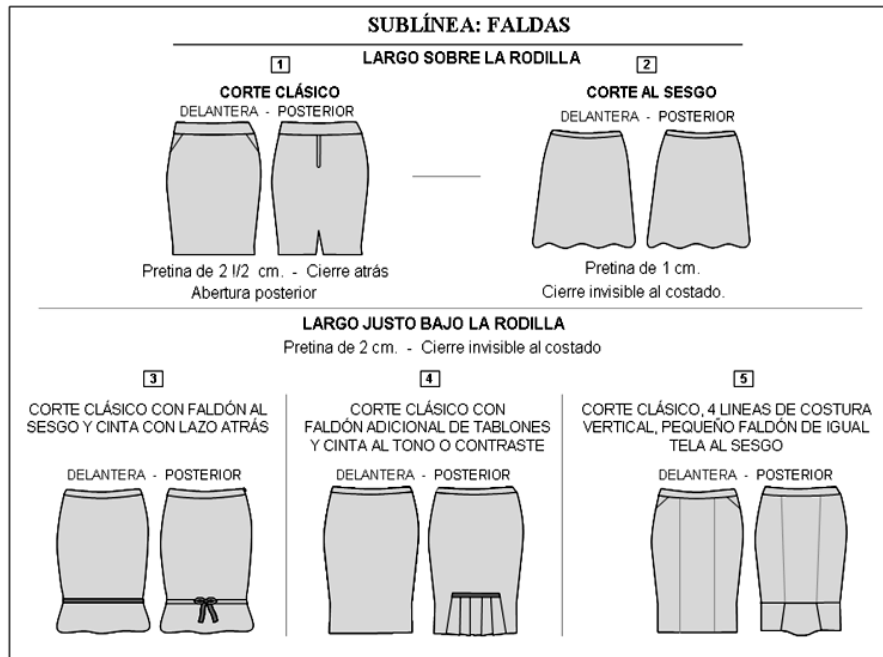 SUBLÍNEA: FALDAS
LARGO SOBRE LA RODILLA
1
CORTE CLÁSICO
DELANTERA - POSTERIOR
Pretina de 2 1/2 cm. - Cierre atrás
Abertura posterior
2
CORTE AL SESGO
DELANTERA - POSTERIOR
Pretina de 1 cm.
Cierre invisible al costado.
LARGO JUSTO BAJO LA RODILLA
Pretina de 2 cm. - Cierre invisible al costado
3
CORTE CLÁSICO CON FALDÓN AL
SESGO Y CINTA CON LAZO ATRÁS
DELANTERA - POSTERIOR
4
CORTE CLÁSICO CON
FALDÓN ADICIONAL DE TABLONES
Y CINTA AL TONO O CONTRASTE
DELANTERA - POSTERIOR
5
CORTE CLÁSICO, 4 LINEAS DE COSTURA
VERTICAL, PEQUEÑO FALDÓN DE IGUAL
TELA AL SESGO
DELANTERA - POSTERIOR